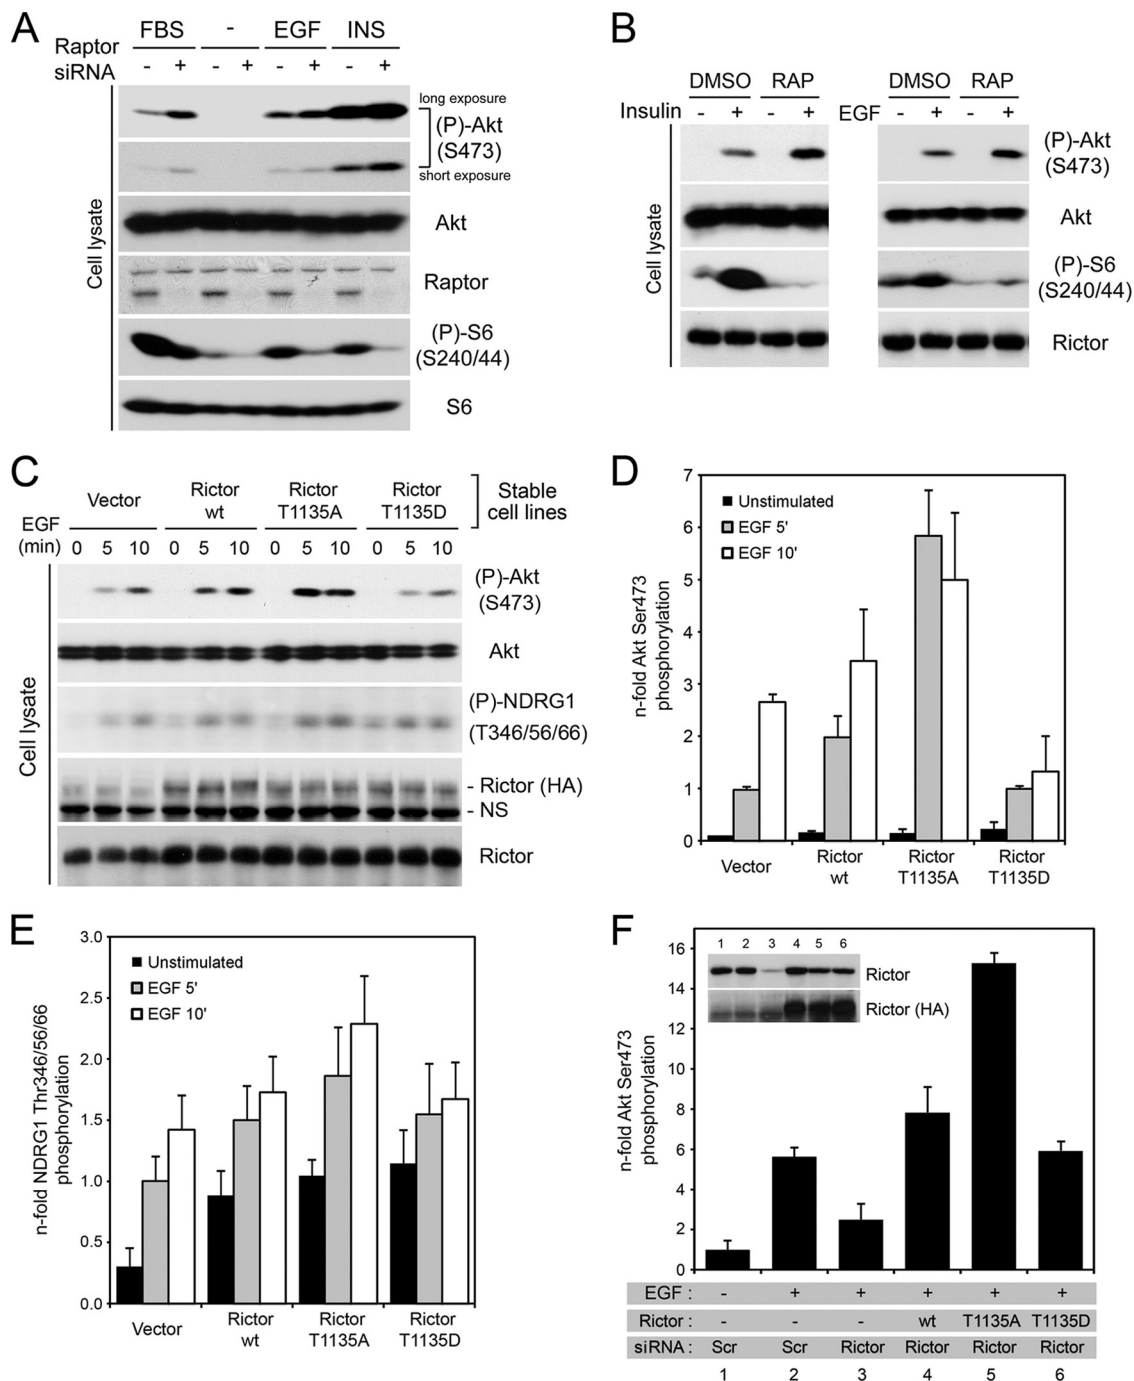 A
FBS - EGF INS
Raptor siRNA - + - + - + - +
long exposure
(P)-Akt (S473)
short exposure
Akt
Raptor
(P)-S6 (S240/44)
S6
Cell lysate
B
DMSO RAP DMSO RAP
Insulin - + - + EGF - + - +
(P)-Akt (S473)
Akt
(P)-S6 (S240/44)
Rictor
Cell lysate
C
Vector Rictor wt Rictor T1135A Rictor T1135D Stable cell lines
EGF (min) 0 5 10 0 5 10 0 5 10 0 5 10
(P)-Akt (S473)
Akt
(P)-NDRG1 (T346/56/66)
- Rictor (HA)
- NS
Rictor
Cell lysate
D
n-fold Akt Ser473 phosphorylation
7
6
5
4
3
2
1
0
Unstimulated
EGF 5'
EGF 10'
Vector Rictor wt Rictor T1135A Rictor T1135D
E
n-fold NDRG1 Thr346/56/66 phosphorylation
3.0
2.5
2.0
1.5
1.0
0.5
0.0
Unstimulated
EGF 5'
EGF 10'
Vector Rictor wt Rictor T1135A Rictor T1135D
F
n-fold Akt Ser473 phosphorylation
16
14
12
10
8
6
4
2
0
1 2 3 4 5 6
Rictor
Rictor (HA)
EGF : - + + + + +
Rictor : - - - wt T1135A T1135D
siRNA : Scr Scr Rictor Rictor Rictor Rictor
1 2 3 4 5 6